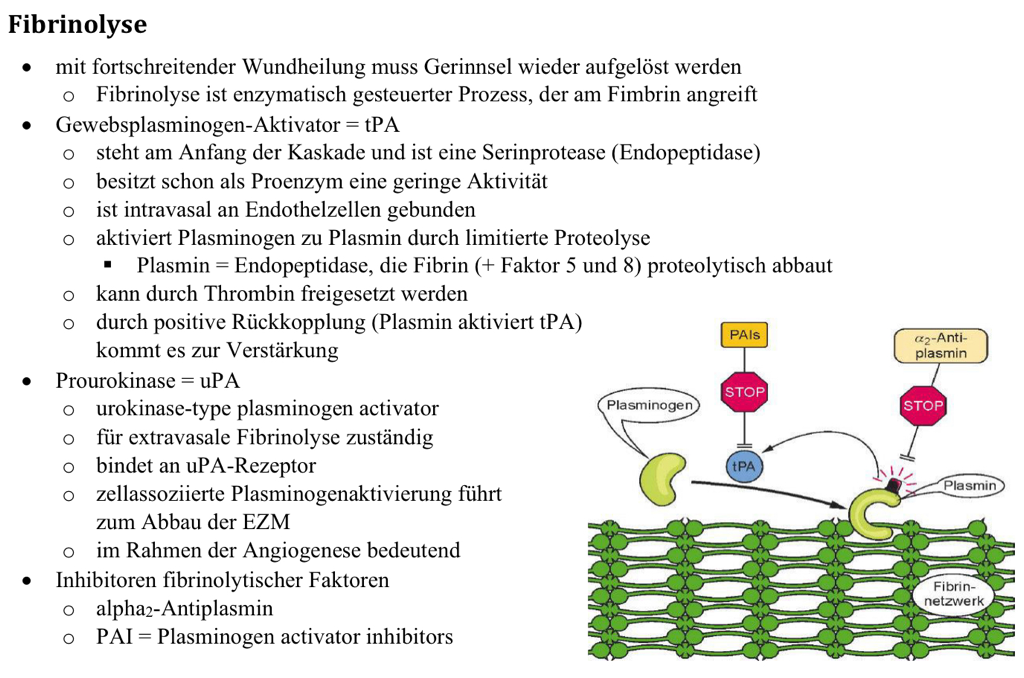 Fibrinolyse
• mit fortschreitender Wundheilung muss Gerinnsel wieder aufgelöst werden
o Fibrinolyse ist enzymatisch gesteuerter Prozess, der am Fimbrin angreift
• Gewebsplasminogen-Aktivator = tPA
o steht am Anfang der Kaskade und ist eine Serinprotease (Endopeptidase)
o besitzt schon als Proenzym eine geringe Aktivität
o ist intravasal an Endothelzellen gebunden
o aktiviert Plasminogen zu Plasmin durch limitierte Proteolyse
▪ Plasmin = Endopeptidase, die Fibrin (+ Faktor 5 und 8) proteolytisch abbaut
o kann durch Thrombin freigesetzt werden
o durch positive Rückkopplung (Plasmin aktiviert tPA)
kommt es zur Verstärkung
• Prourokinase = uPA
o urokinase-type plasminogen activator
o für extravasale Fibrinolyse zuständig
o bindet an uPA-Rezeptor
o zellassoziierte Plasminogenaktivierung führt
zum Abbau der EZM
o im Rahmen der Angiogenese bedeutend
• Inhibitoren fibrinolytischer Faktoren
o alpha₂-Antiplasmin
o PAI = Plasminogen activator inhibitors
PAIs
α₂-Anti-
plasmin
STOP
STOP
Plasminogen
tPA
Plasmin
Fibrin-
netzwerk